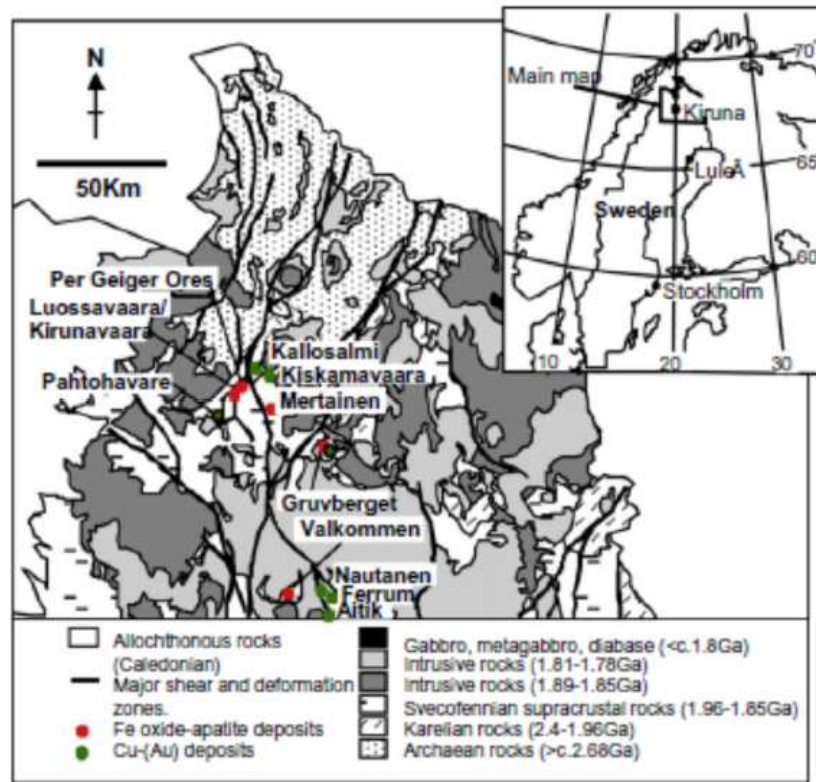 N
50Km
Main map
70
Kiruna
65
LuleÅ
Sweden
60
Stockholm
10
20
30
Per Geiger Ores
Luossavaara/
Kirunavaara
Pahtohavare
Kallosalmi
Kiskamavaara
Mertainen
Gruvberget
Valkommen
Nautanen
Ferrum
Aitik
Allochthonous rocks
(Caledonian)
Major shear and deformation
zones.
Fe oxide-apatite deposits
Cu-(Au) deposits
Gabbro, metagabbro, diabase (<c.1.8Ga)
Intrusive rocks (1.81-1.78Ga)
Intrusive rocks (1.89-1.85Ga)
Svecofennian supracrustal rocks (1.96-1.85Ga)
Karelian rocks (2.4-1.96Ga)
Archaean rocks (>c.2.68Ga)